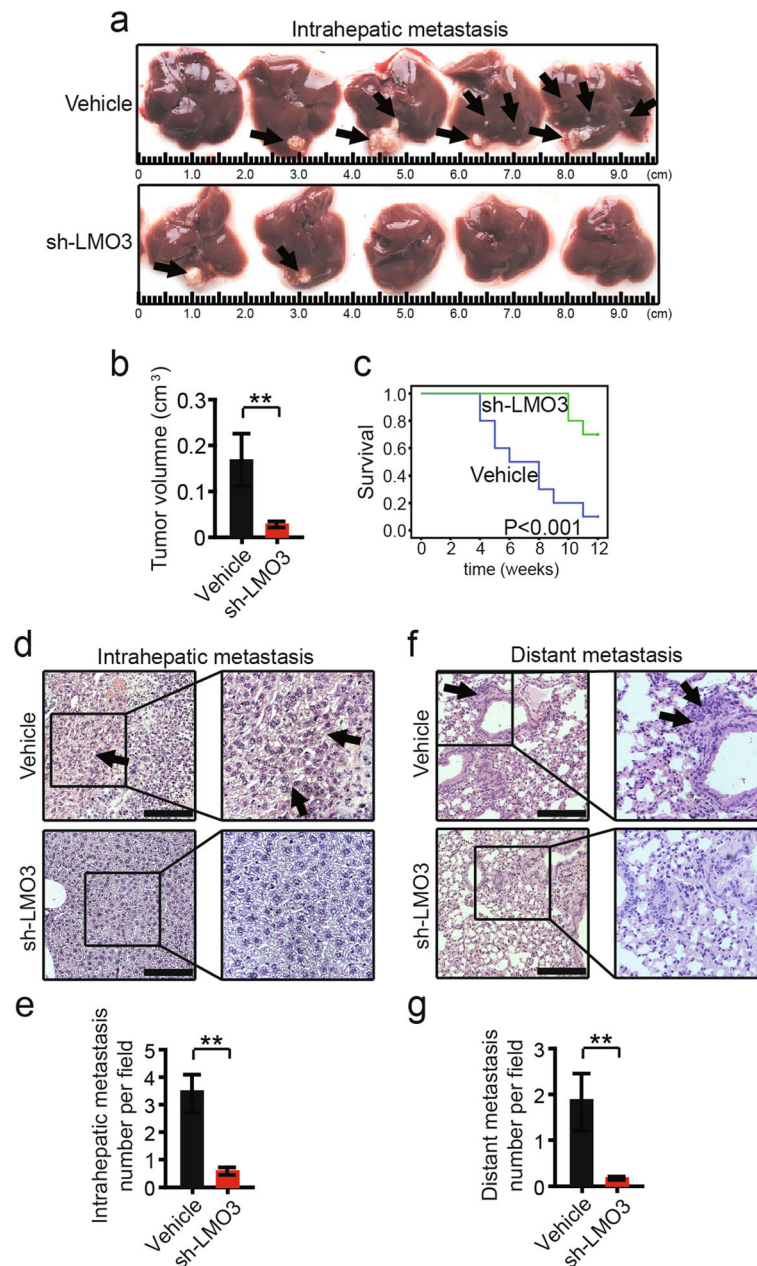 a
Intrahepatic metastasis
Vehicle
0 1.0 2.0 3.0 4.0 5.0 6.0 7.0 8.0 9.0 (cm)
sh-LMO3
0 1.0 2.0 3.0 4.0 5.0 6.0 7.0 8.0 9.0 (cm)
b
Tumor volumne (cm³)
0.3
0.2
0.1
0
**
Vehicle
sh-LMO3
c
Survival
1.0
0.8
0.6
0.4
0.2
0.0
sh-LMO3
Vehicle
P<0.001
0 2 4 6 8 10 12
time (weeks)
d
Intrahepatic metastasis
Vehicle
sh-LMO3
f
Distant metastasis
Vehicle
sh-LMO3
e
Intrahepatic metastasis
number per field
5
4
3
2
1
0
**
Vehicle
sh-LMO3
g
Distant metastasis
number per field
3
2
1
0
**
Vehicle
sh-LMO3